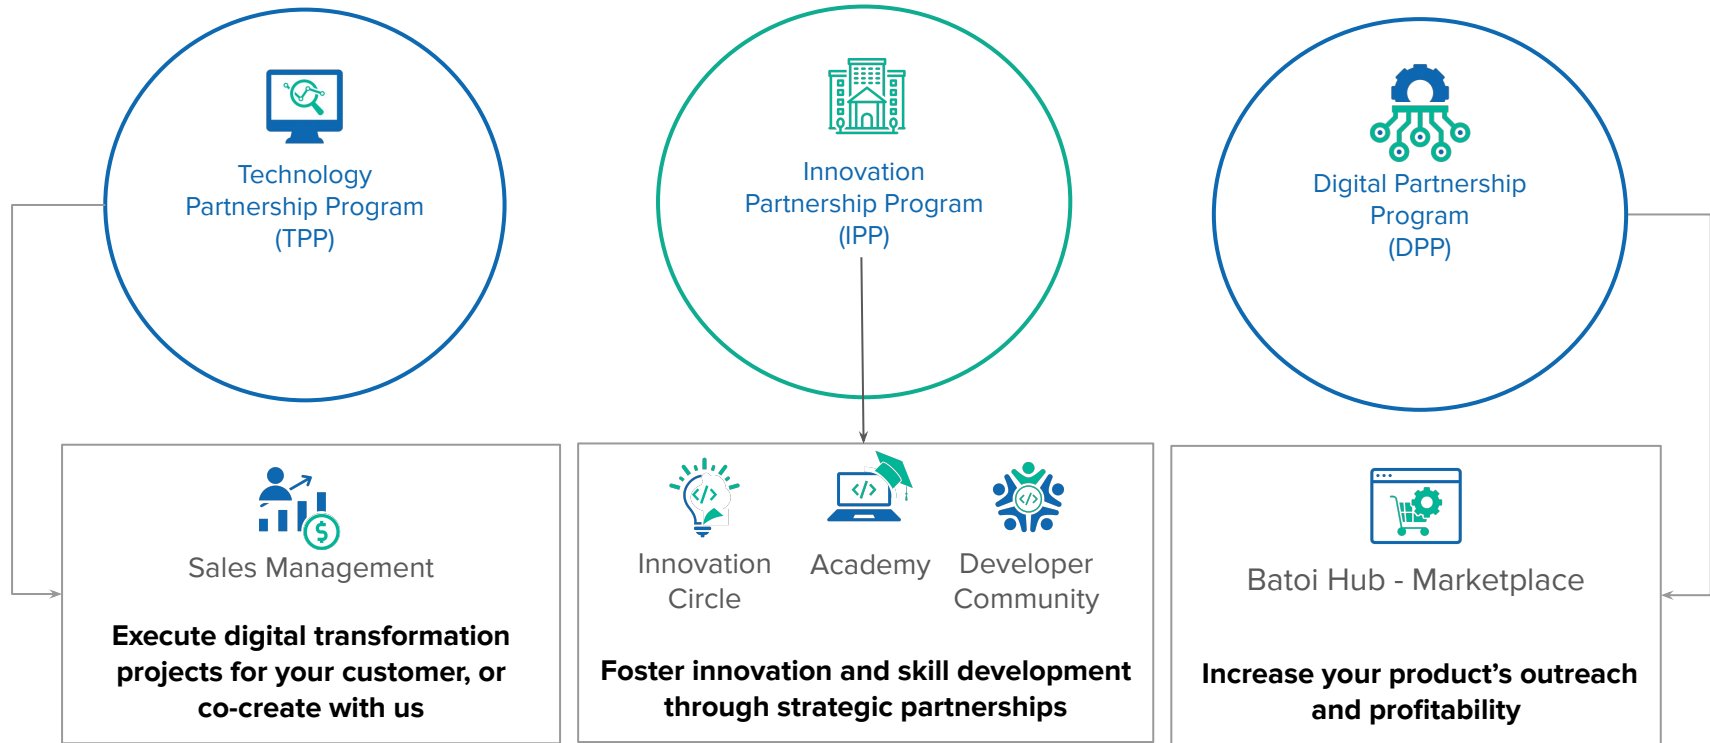 Technology
Partnership Program
(TPP)
Innovation
Partnership Program
(IPP)
Digital Partnership
Program
(DPP)
Sales Management
Execute digital transformation
projects for your customer, or
co-create with us
Innovation
Circle
Academy
Developer
Community
Foster innovation and skill development
through strategic partnerships
Batoi Hub - Marketplace
Increase your product’s outreach
and profitability